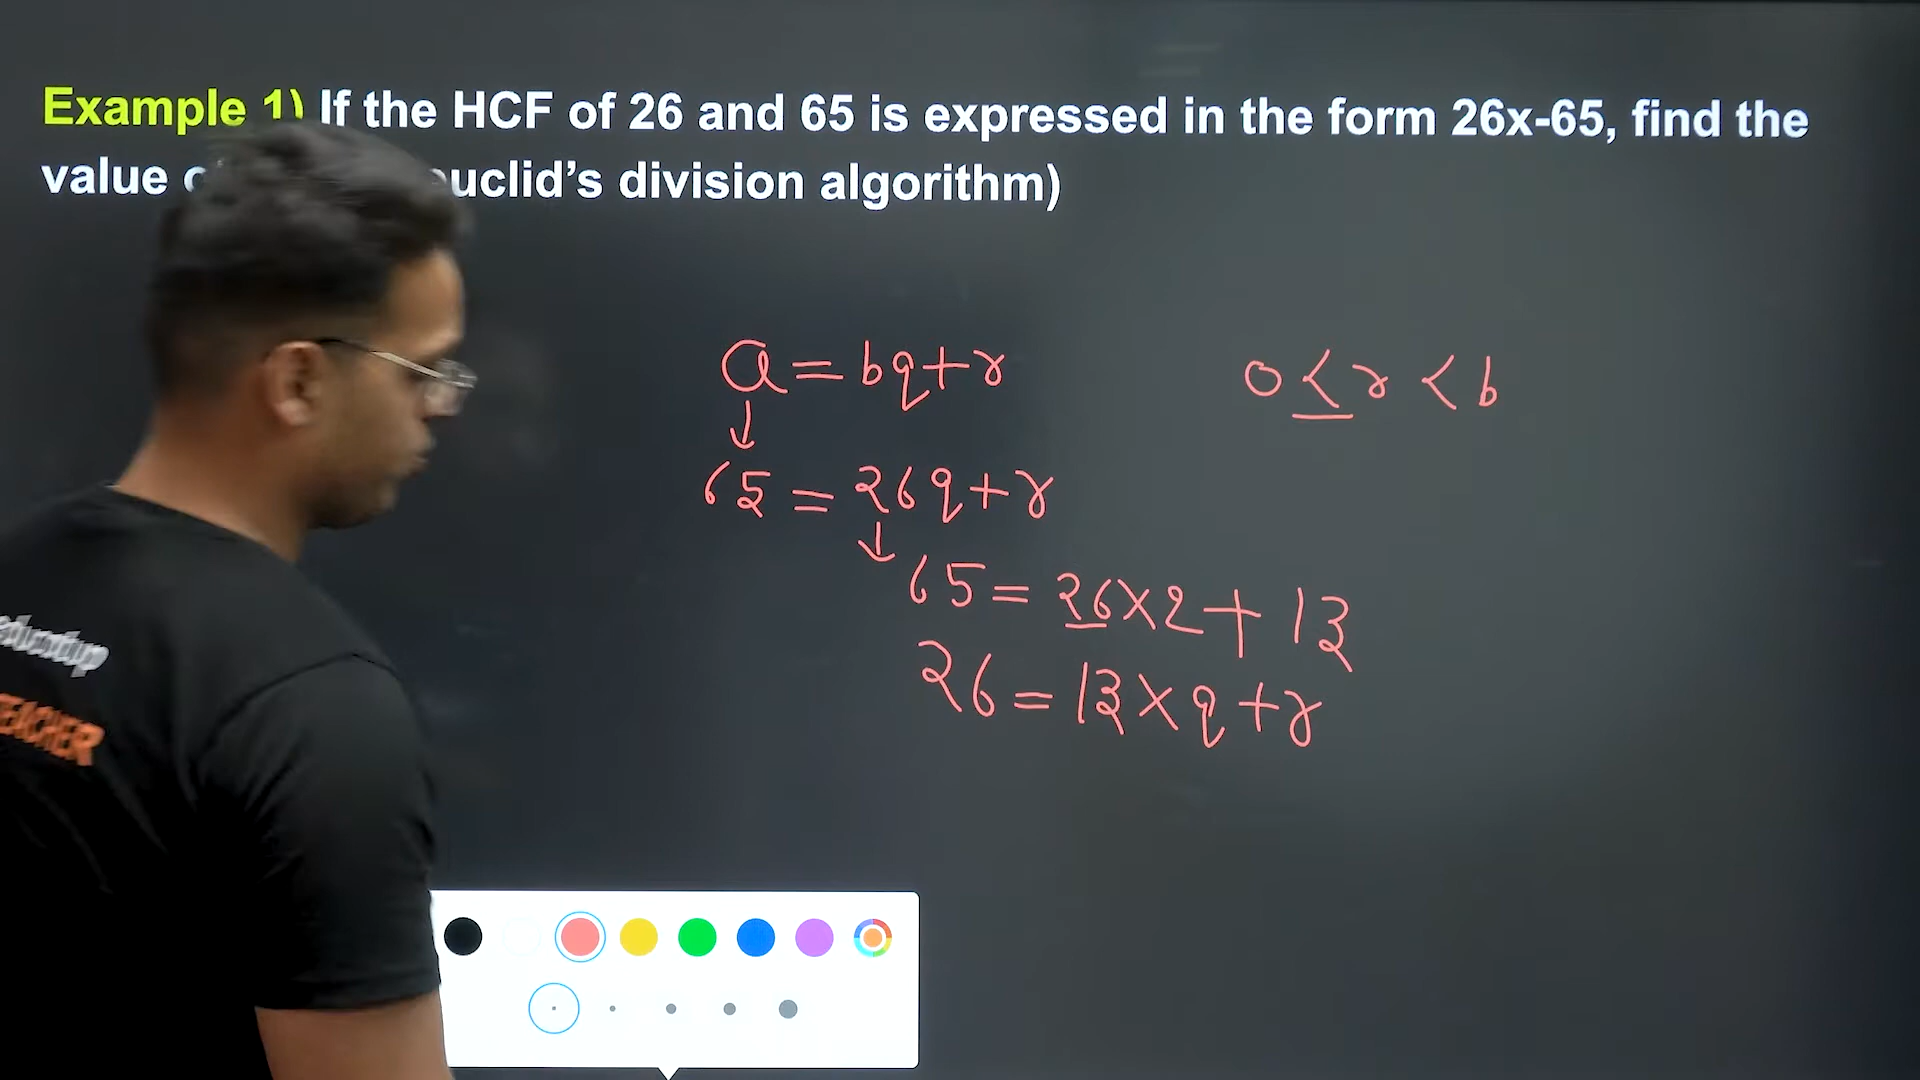 Example 1) If the HCF of 26 and 65 is expressed in the form 26x-65, find the
value division algorithm)
a = bq+r
0 ≤ r < b
65 = 26q+r
65 = 26×2 + 13
26 = 13×q+r
TEACHER